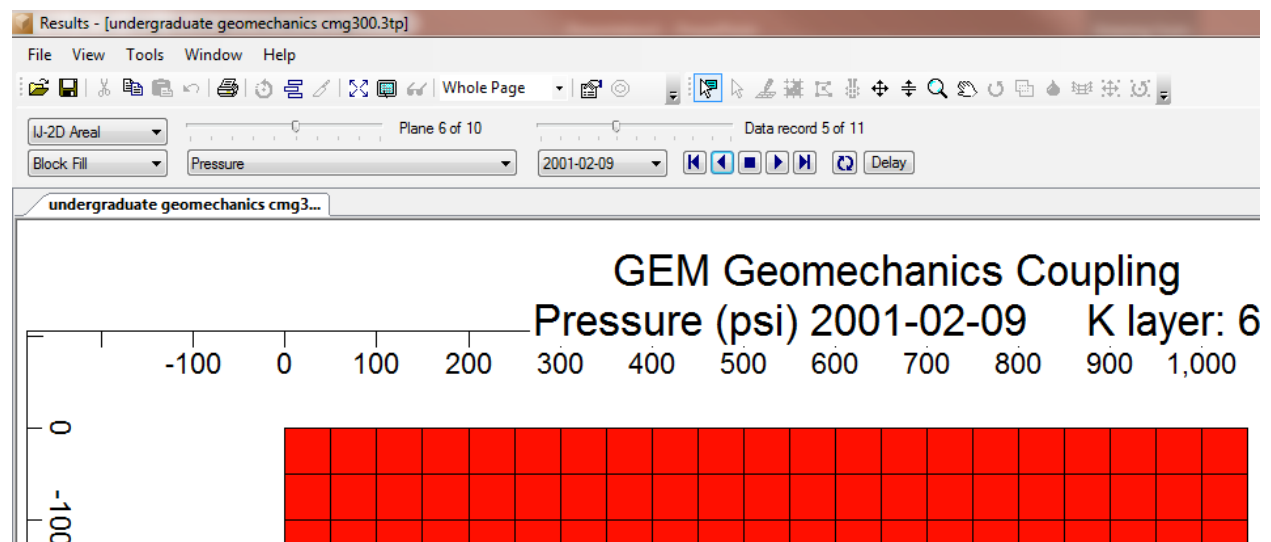 Results - [undergraduate geomechanics cmg300.3tp]
File View Tools Window Help
Whole Page
IJ-2D Areal Plane 6 of 10 Data record 5 of 11
Block Fill Pressure 2001-02-09 Delay
undergraduate geomechanics cmg3...
GEM Geomechanics Coupling
Pressure (psi) 2001-02-09 K layer: 6
-100 0 100 200 300 400 500 600 700 800 900 1,000
0
-100